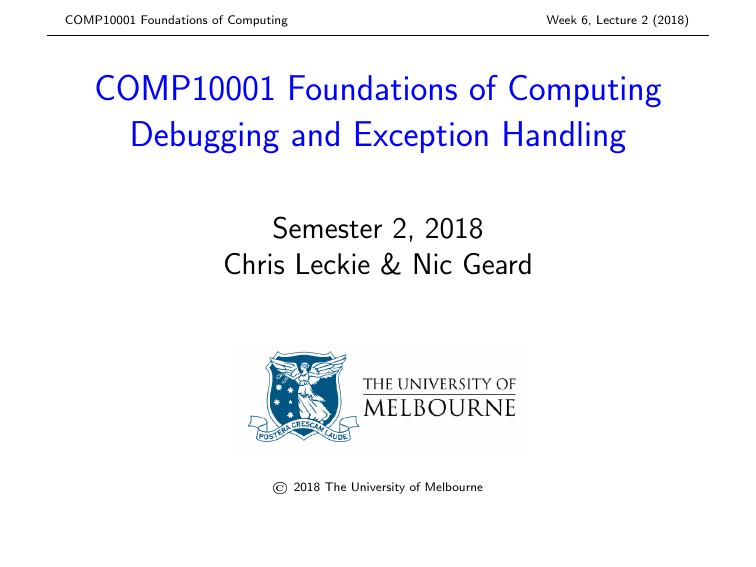 COMP10001 Foundations of Computing
Week 6, Lecture 2 (2018)
COMP10001 Foundations of Computing
Debugging and Exception Handling
Semester 2, 2018
Chris Leckie & Nic Geard
THE UNIVERSITY OF
MELBOURNE
POSTERA CRESCAM LAUDE
© 2018 The University of Melbourne